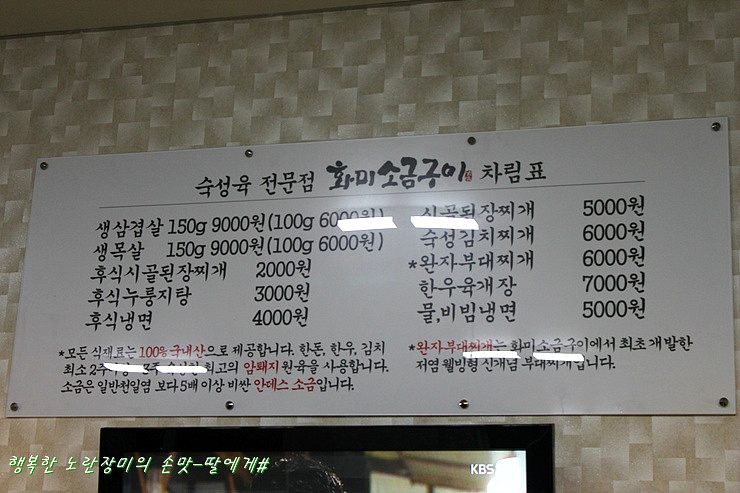 숙성육 전문점 화미소금구이 차림표
생삼겹살 150g 9000원(100g 6000원)
생목살 150g 9000원(100g 6000원)
후식시골된장찌개 2000원
후식누룽지탕 3000원
후식냉면 4000원
시골된장찌개 5000원
숙성김치찌개 6000원
*완자부대찌개 6000원
한우육개장 7000원
물,비빔냉면 5000원
*모든 식재료는 100% 국내산으로 제공합니다. 한돈, 한우, 김치
최소 2주 숙성 최고의 암퇘지 원육을 사용합니다.
소금은 일반천일염 보다 5배 이상 비싼 안데스 소금입니다.
*완자부대찌개는 화미소금구이에서 최초 개발한
저염 웰빙형 신개념 부대찌개입니다.
KBS
행복한 노란장미의 손맛-딸에게#